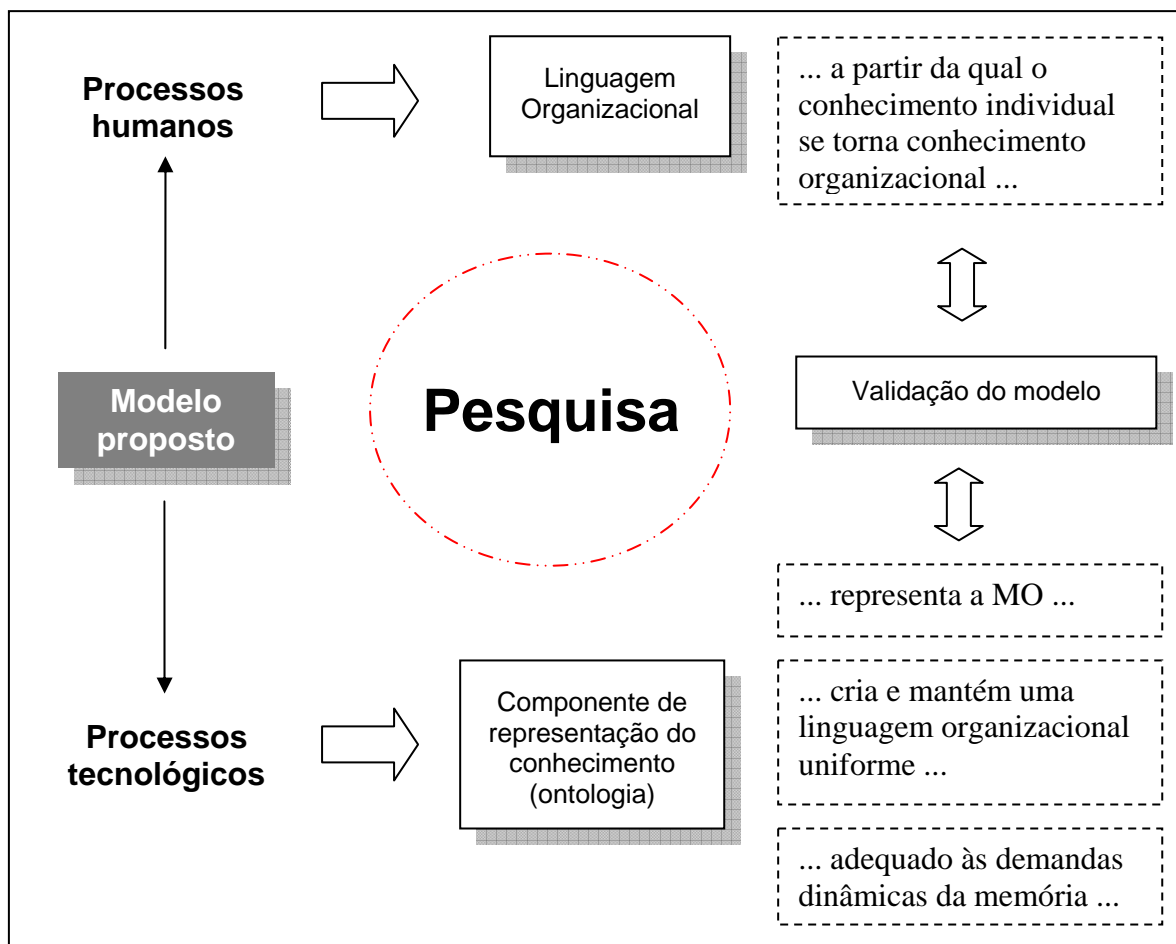 Processos
humanos
Linguagem
Organizacional
... a partir da qual o
conhecimento individual
se torna conhecimento
organizacional ...
Modelo
proposto
Pesquisa
Validação do modelo
... representa a MO ...
Processos
tecnológicos
Componente de
representação do
conhecimento
(ontologia)
... cria e mantém uma
linguagem organizacional
uniforme ...
... adequado às demandas
dinâmicas da memória ...